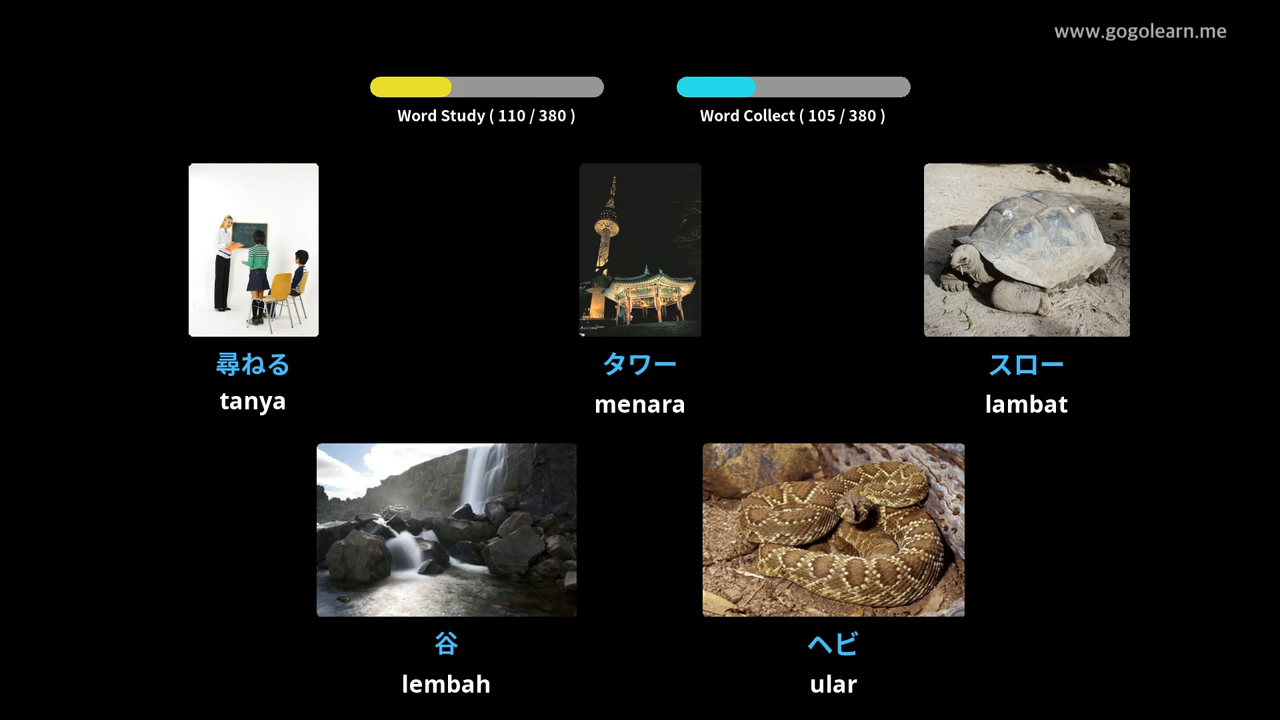 www.gogolearn.me
Word Study ( 110 / 380 )
Word Collect ( 105 / 380 )
尋ねる
tanya
タワー
menara
スロー
lambat
谷
lembah
ヘビ
ular